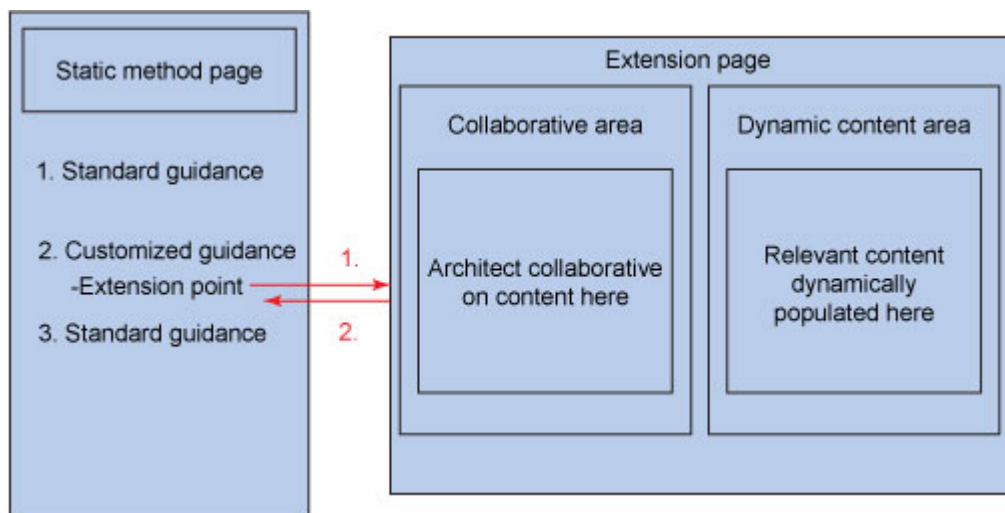 Static method page
1. Standard guidance
2. Customized guidance
-Extension point
3. Standard guidance
1.
2.
Extension page
Collaborative area
Architect collaborative
on content here
Dynamic content area
Relevant content
dynamically
populated here